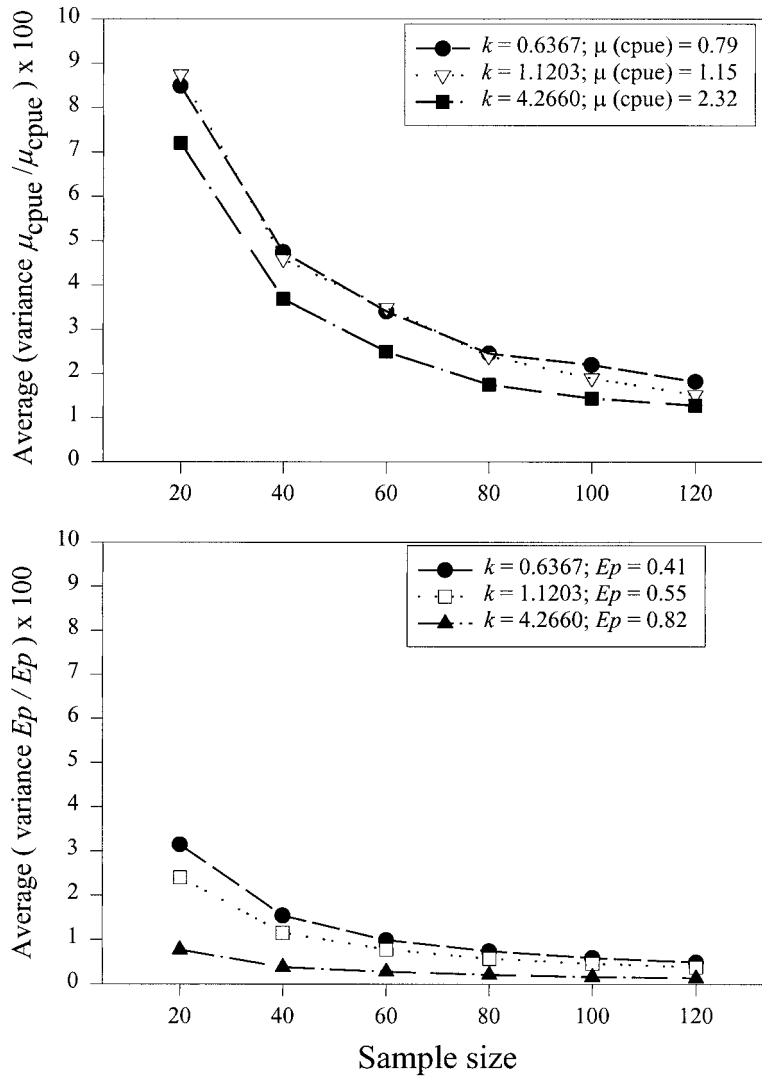 Average (variance μcpue /μcpue ) x 100
10
9
8
7
6
5
4
3
2
1
0
k = 0.6367; μ (cpue) = 0.79
k = 1.1203; μ (cpue) = 1.15
k = 4.2660; μ (cpue) = 2.32
20 40 60 80 100 120
Average ( variance Ep / Ep ) x 100
10
9
8
7
6
5
4
3
2
1
0
k = 0.6367; Ep = 0.41
k = 1.1203; Ep = 0.55
k = 4.2660; Ep = 0.82
20 40 60 80 100 120
Sample size